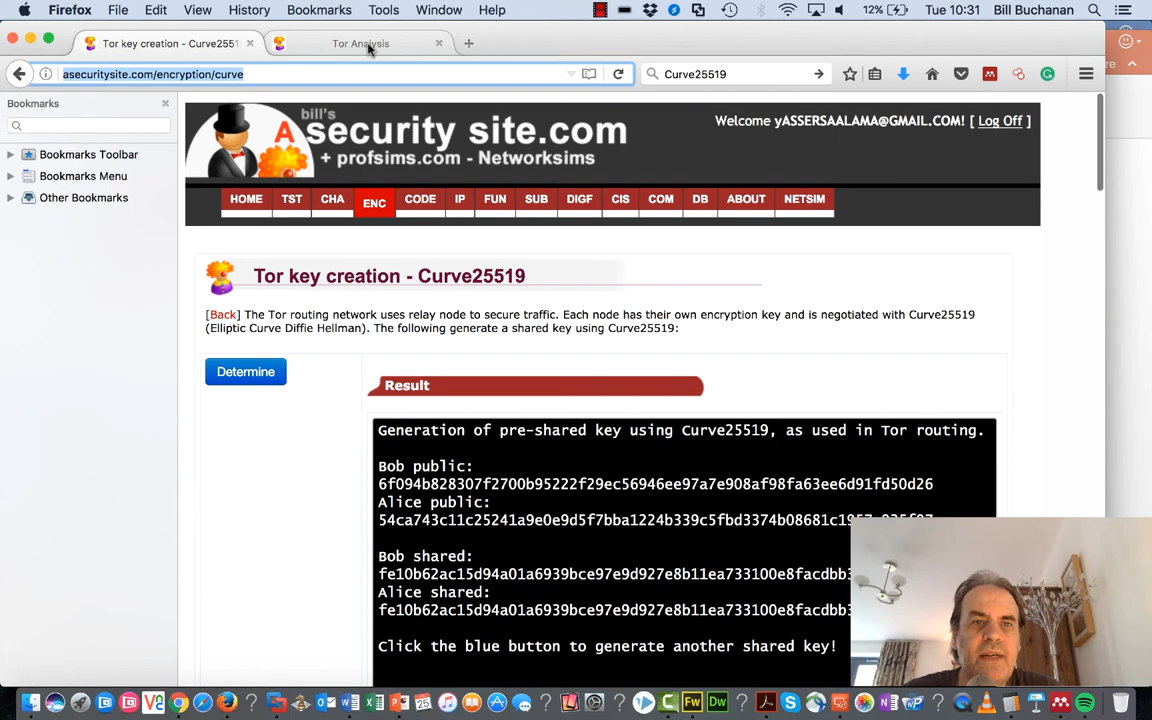 Firefox File Edit View History Bookmarks Tools Window Help 12% Tue 10:31 Bill Buchanan
Tor key creation - Curve2551
Tor Analysis
asecuritysite.com/encryption/curve
Curve25519
Bookmarks
Bookmarks Toolbar
Bookmarks Menu
Other Bookmarks
bill's
Asecurity site.com
+ profsims.com - Networksims
Welcome yASSERSAALAMA@GMAIL.COM! [ Log Off ]
HOME TST CHA ENC CODE IP FUN SUB DIGF CIS COM DB ABOUT NETSIM
Tor key creation - Curve25519
[Back] The Tor routing network uses relay node to secure traffic. Each node has their own encryption key and is negotiated with Curve25519
(Elliptic Curve Diffie Hellman). The following generate a shared key using Curve25519:
Determine
Result
Generation of pre-shared key using Curve25519, as used in Tor routing.
Bob public:
6f094b828307f2700b95222f29ec56946ee97a7e908af98fa63ee6d91fd50d26
Alice public:
54ca743c11c25241a9e0e9d5f7bba1224b339c5fbd3374b08681c1
Bob shared:
fe10b62ac15d94a01a6939bce97e9d927e8b11ea733100e8facdbb
Alice shared:
fe10b62ac15d94a01a6939bce97e9d927e8b11ea733100e8facdbb
Click the blue button to generate another shared key!